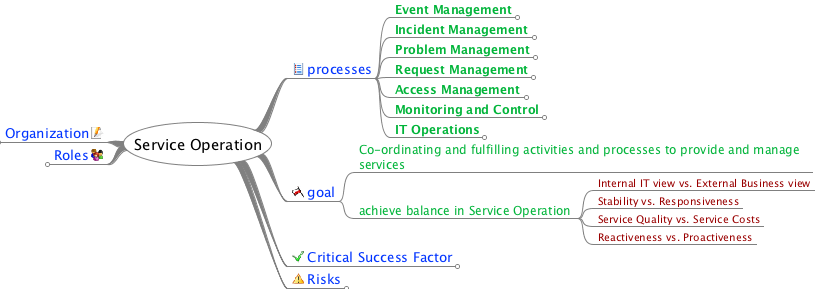 Event Management
Incident Management
Problem Management
processes
Request Management
Access Management
Monitoring and Control
IT Operations
Organization
Service Operation
Roles
Co-ordinating and fulfilling activities and processes to provide and manage
services
goal
Internal IT view vs. External Business view
achieve balance in Service Operation
Stability vs. Responsiveness
Service Quality vs. Service Costs
Reactiveness vs. Proactiveness
Critical Success Factor
Risks